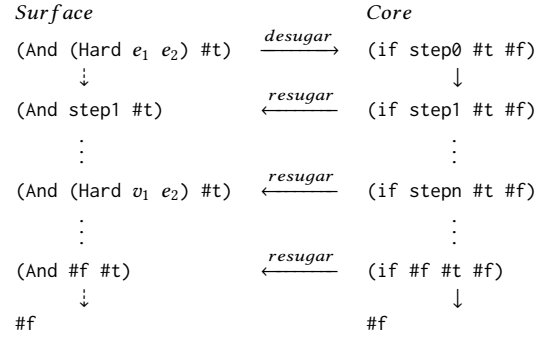 Surface Core
(And (Hard e₁ e₂) #t) desugar (if step0 #t #f)
(And step1 #t) resugar (if step1 #t #f)
(And (Hard v₁ e₂) #t) resugar (if stepn #t #f)
(And #f #t) resugar (if #f #t #f)
#f #f